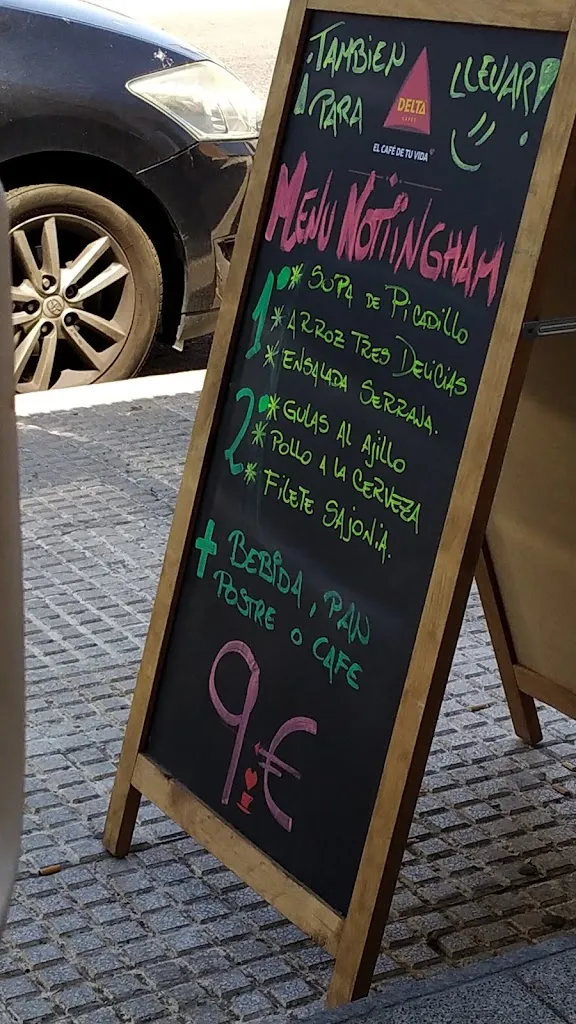 ¡TAMBIEN LLEVAR!
PARA
DELTA
CAFÉS
EL CAFÉ DE TU VIDA
MENU NOTTINGHAM
1º * SOPA DE PICADILLO
* ARROZ TRES DELICIAS
* ENSALADA SERRANA.
2º * GULAS AL AJILLO
* POLLO A LA CERVEZA
* FILETE SAJONIA.
+ BEBIDA, PAN
POSTRE O CAFE
9€